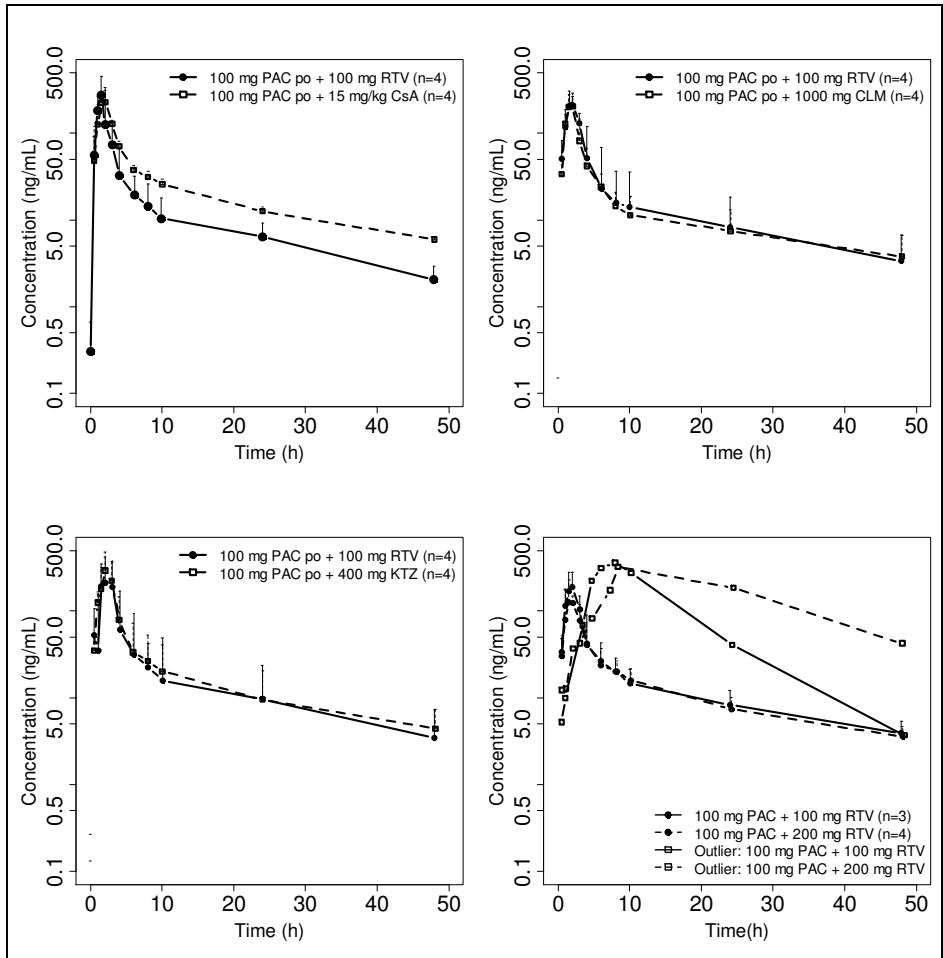 100 mg PAC po + 100 mg RTV (n=4)
100 mg PAC po + 15 mg/kg CsA (n=4)
Concentration (ng/mL)
500.0
50.0
5.0
0.5
0.1
0 10 20 30 40 50
Time (h)
100 mg PAC po + 100 mg RTV (n=4)
100 mg PAC po + 1000 mg CLM (n=4)
Concentration (ng/mL)
500.0
50.0
5.0
0.5
0.1
0 10 20 30 40 50
Time (h)
100 mg PAC po + 100 mg RTV (n=4)
100 mg PAC po + 400 mg KTZ (n=4)
Concentration (ng/mL)
500.0
50.0
5.0
0.5
0.1
0 10 20 30 40 50
Time (h)
Concentration (ng/mL)
500.0
50.0
5.0
0.5
0.1
100 mg PAC + 100 mg RTV (n=3)
100 mg PAC + 200 mg RTV (n=4)
Outlier: 100 mg PAC + 100 mg RTV
Outlier: 100 mg PAC + 200 mg RTV
0 10 20 30 40 50
Time(h)